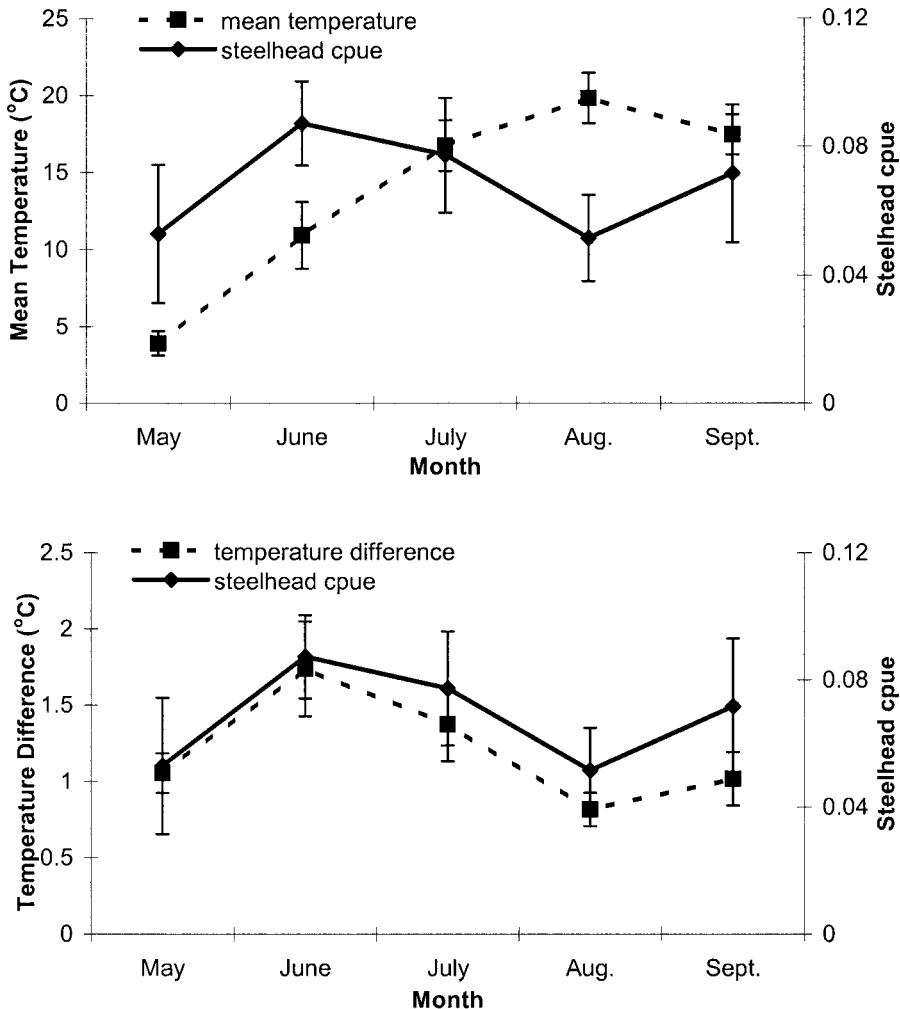 mean temperature
steelhead cpue
25
20
15
10
5
0
Mean Temperature (°C)
0.12
0.08
0.04
0
Steelhead cpue
May June July Aug. Sept.
Month
temperature difference
steelhead cpue
2.5
2
1.5
1
0.5
0
Temperature Difference (°C)
0.12
0.08
0.04
0
Steelhead cpue
May June July Aug. Sept.
Month